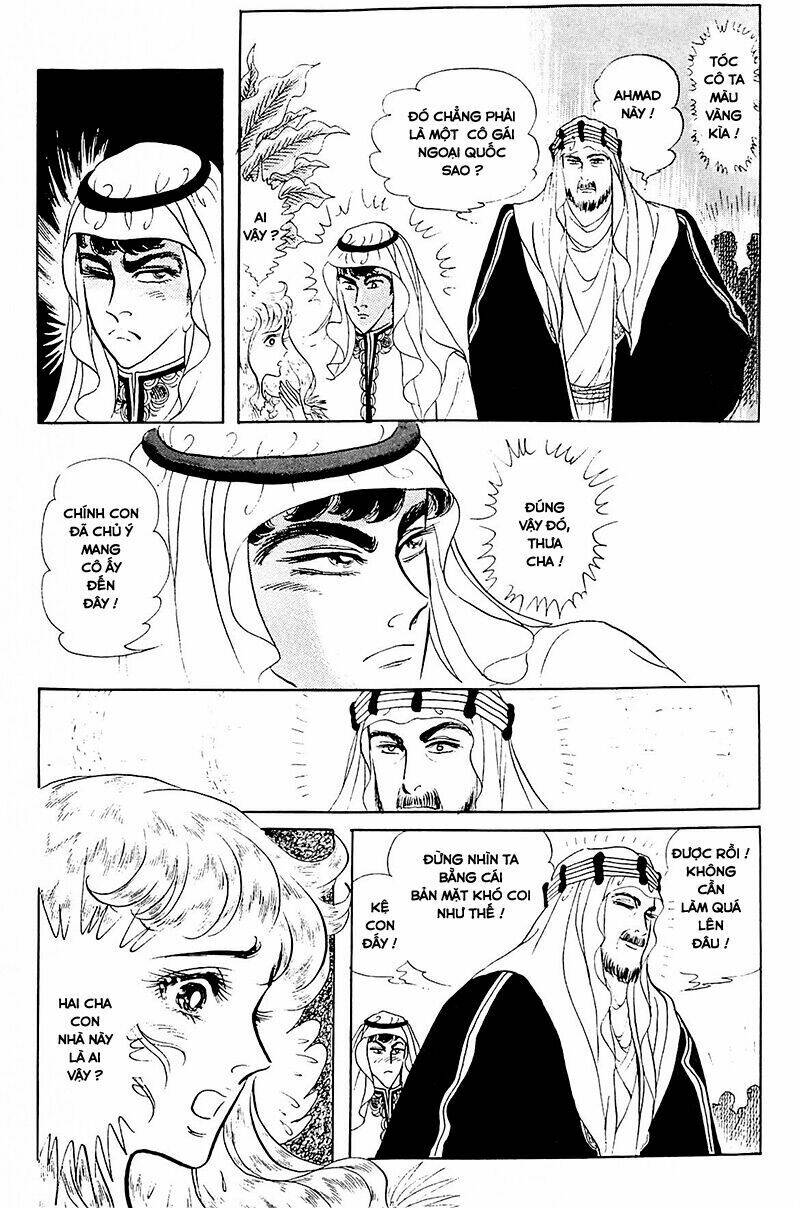 TÓC
CÔ TA
MÀU
VÀNG
KÌA !
AHMAD
NÀY !
ĐÓ CHẲNG PHẢI
LÀ MỘT CÔ GÁI
NGOẠI QUỐC
SAO ?
AI
VẬY ?
ĐÚNG
VẬY ĐÓ,
THƯA
CHA !
CHÍNH CON
ĐÃ CHỦ Ý
MANG
CÔ ẤY
ĐẾN
ĐÂY !
ĐƯỢC RỒI !
KHÔNG
CẦN
LÀM QUÁ
LÊN
ĐÂU !
ĐỪNG NHÌN TA
BẰNG CÁI
BẢN MẶT KHÓ COI
NHƯ THẾ !
KỆ
CON
ĐẤY !
HAI CHA
CON
NHÀ NÀY
LÀ AI
VẬY ?